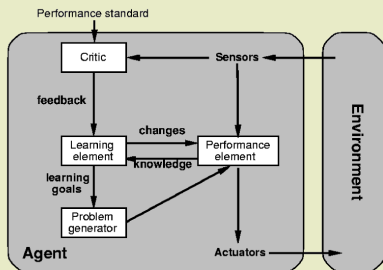 Performance standard
Critic
Sensors
feedback
changes
Learning
element
Performance
element
knowledge
learning
goals
Problem
generator
Agent
Actuators
Environment